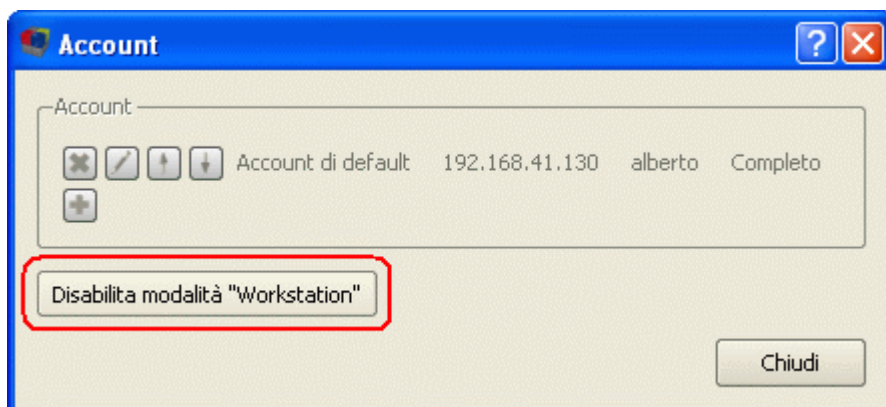 Account
?
Account
Account di default 192.168.41.130 alberto Completo
Disabilita modalità "Workstation"
Chiudi